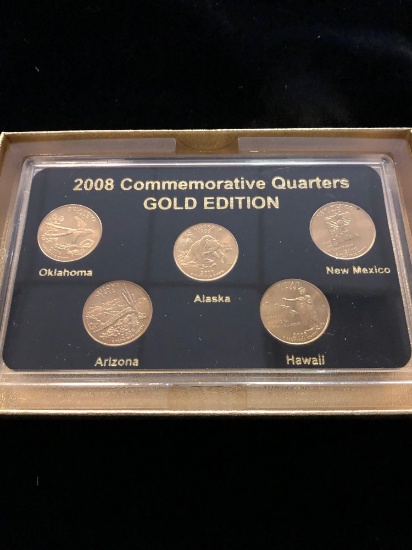 2008 Commemorative Quarters
GOLD EDITION
Oklahoma
Alaska
New Mexico
Arizona
Hawaii